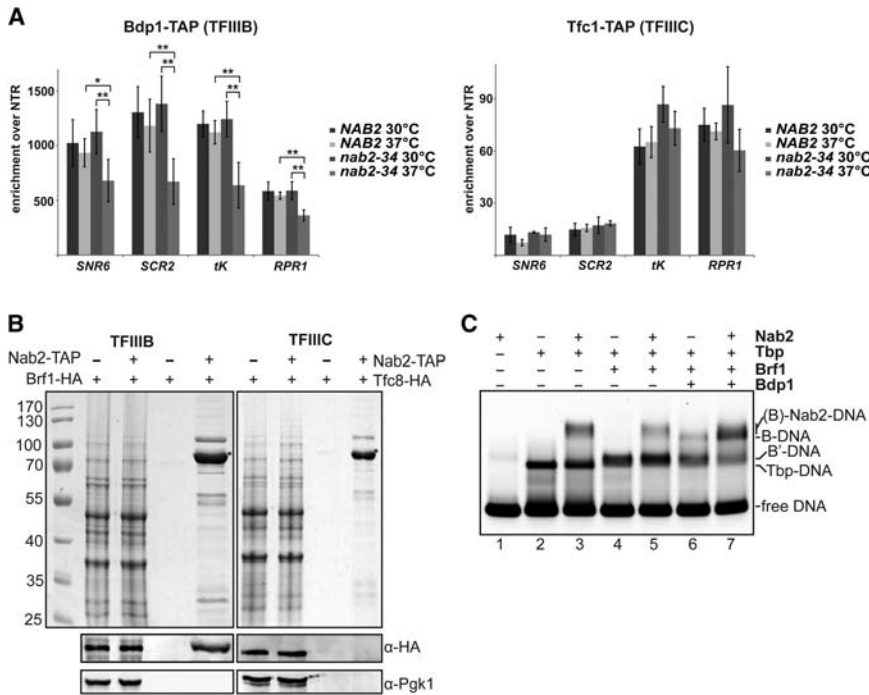 A
Bdp1-TAP (TFIIIB)
enrichment over NTR
1500
1000
500
* ** ** ** ** ** ** **
SNR6 SCR2 tK RPR1
NAB2 30°C
NAB2 37°C
nab2-34 30°C
nab2-34 37°C
Tfc1-TAP (TFIIIC)
enrichment over NTR
90
60
30
SNR6 SCR2 tK RPR1
NAB2 30°C
NAB2 37°C
nab2-34 30°C
nab2-34 37°C
B
TFIIIB TFIIIC
Nab2-TAP – + – + – + – + Nab2-TAP
Brf1-HA + + + + + + + + Tfc8-HA
170
130
100
70
55
40
35
25
α-HA
α-Pgk1
C
+ – + – + – + Nab2
– + + + + + + Tbp
– – – + + + + Brf1
– – – – – + + Bdp1
(B)-Nab2-DNA
B-DNA
B'-DNA
Tbp-DNA
free DNA
1 2 3 4 5 6 7